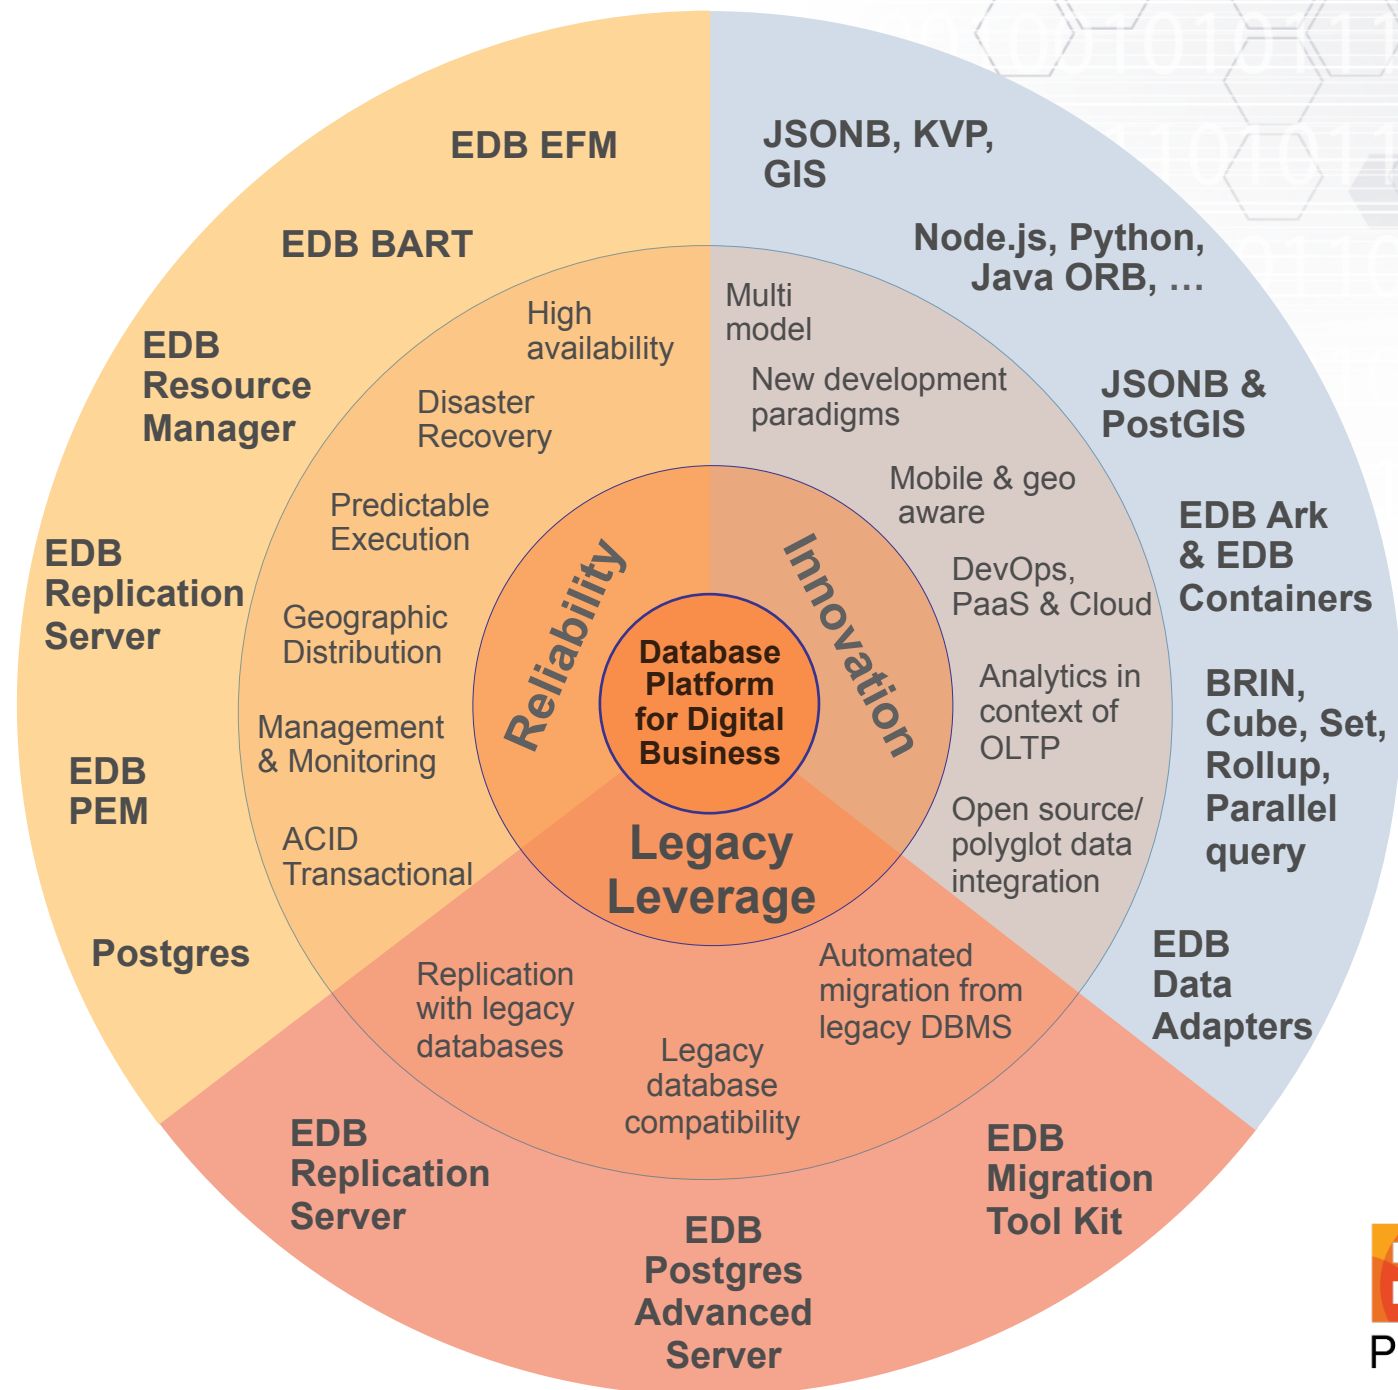 EDB EFM
EDB BART
EDB
Resource
Manager
EDB
Replication
Server
EDB
PEM
Postgres
JSONB, KVP,
GIS
Node.js, Python,
Java ORB, …
JSONB &
PostGIS
EDB Ark
& EDB
Containers
BRIN,
Cube, Set,
Rollup,
Parallel
query
EDB
Data
Adapters
High
availability
Disaster
Recovery
Predictable
Execution
Geographic
Distribution
Management
& Monitoring
ACID
Transactional
Multi
model
New development
paradigms
Mobile & geo
aware
DevOps,
PaaS & Cloud
Analytics in
context of
OLTP
Open source/
polyglot data
integration
Reliability
Innovation
Database
Platform
for Digital
Business
Legacy
Leverage
Replication
with legacy
databases
Legacy
database
compatibility
Automated
migration from
legacy DBMS
EDB
Replication
Server
EDB
Postgres
Advanced
Server
EDB
Migration
Tool Kit
P